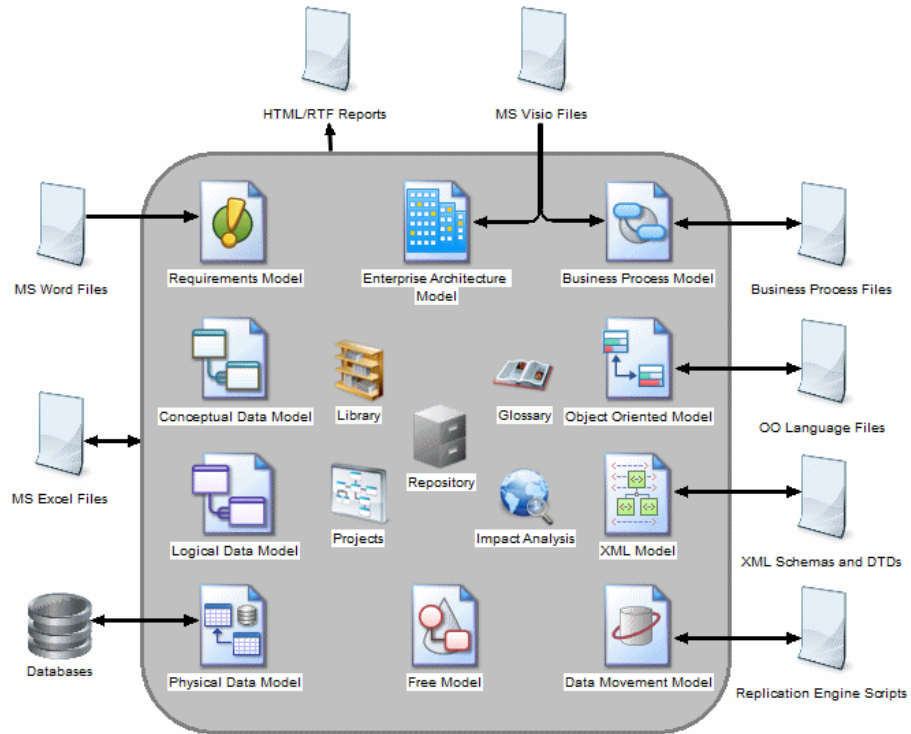 HTML/RTF Reports
MS Visio Files
MS Word Files
Requirements Model
Enterprise Architecture
Model
Business Process Model
Business Process Files
Conceptual Data Model
Library
Glossary
Object Oriented Model
OO Language Files
MS Excel Files
Repository
Logical Data Model
Projects
Impact Analysis
XML Model
XML Schemas and DTDs
Databases
Physical Data Model
Free Model
Data Movement Model
Replication Engine Scripts